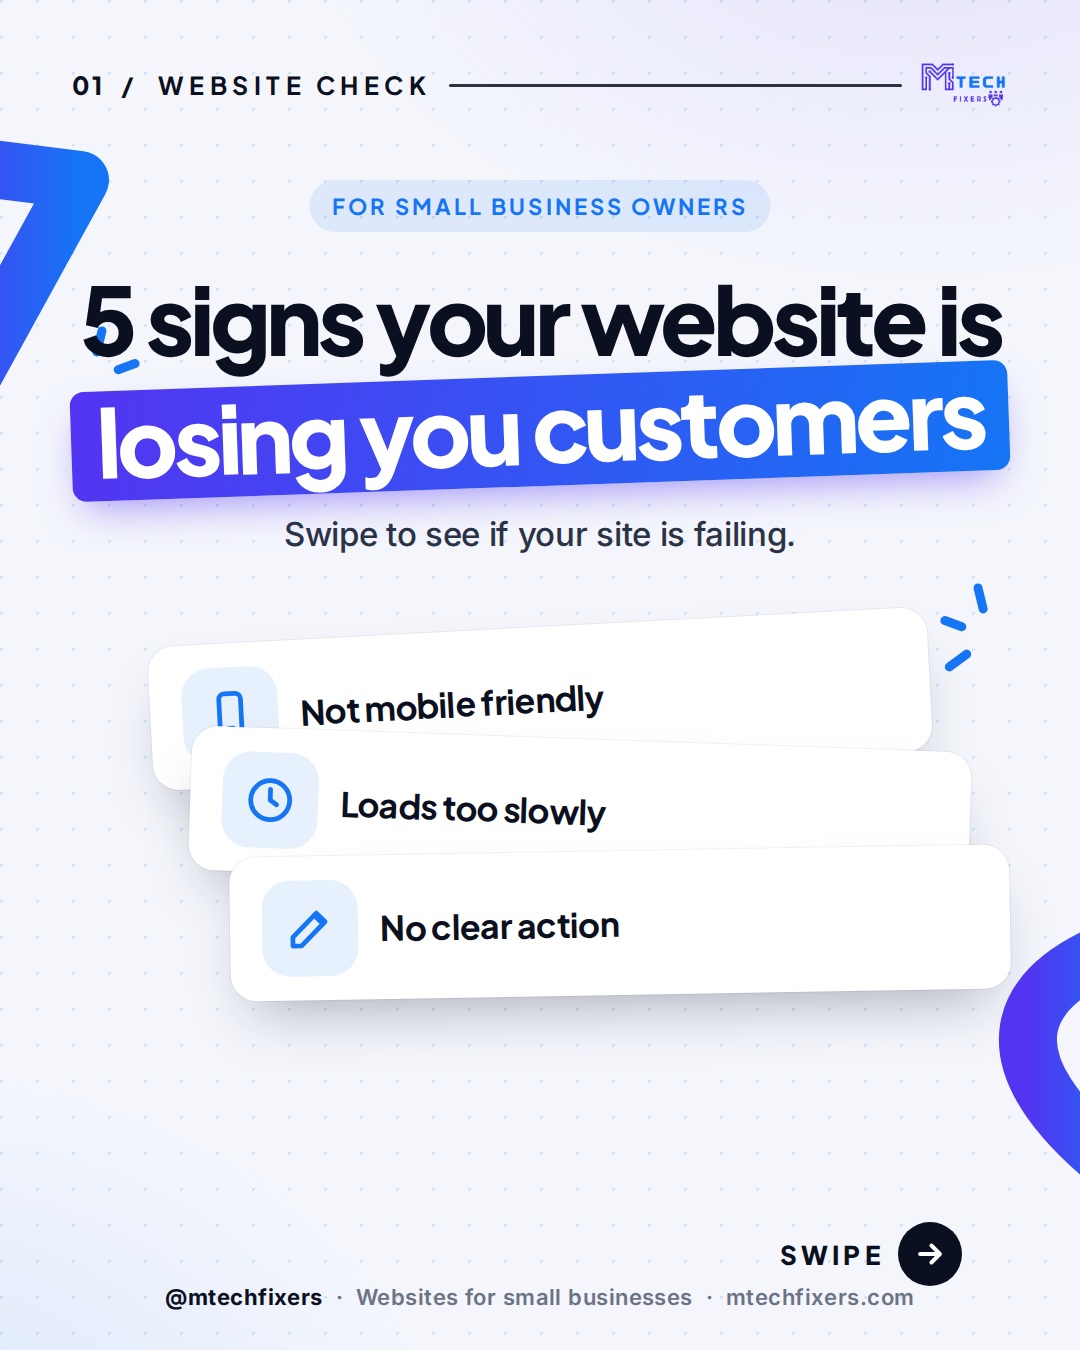 01 / WEBSITE CHECK
MTECH
FIXERS
FOR SMALL BUSINESS OWNERS
5 signs your website is
losing you customers
Swipe to see if your site is failing.
Not mobile friendly
Loads too slowly
No clear action
SWIPE
@mtechfixers · Websites for small businesses · mtechfixers.com